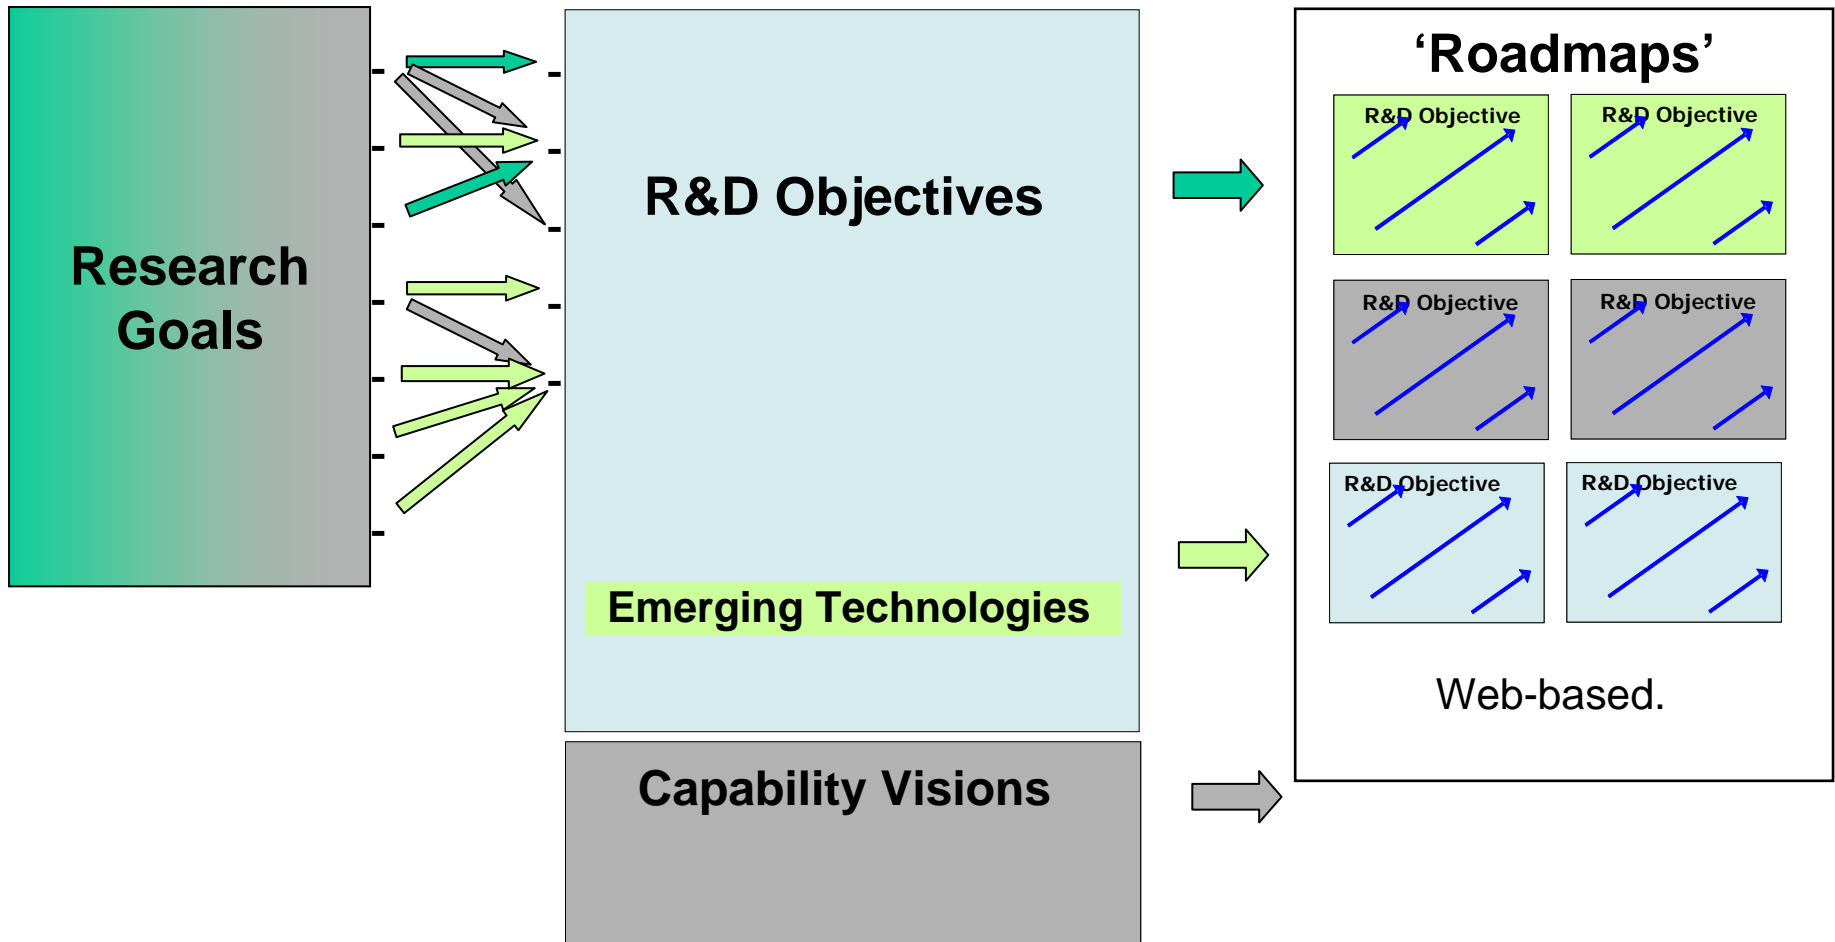 Research
Goals
R&D Objectives
Emerging Technologies
Capability Visions
‘Roadmaps’
R&D Objective
R&D Objective
R&D Objective
R&D Objective
R&D Objective
R&D Objective
Web-based.